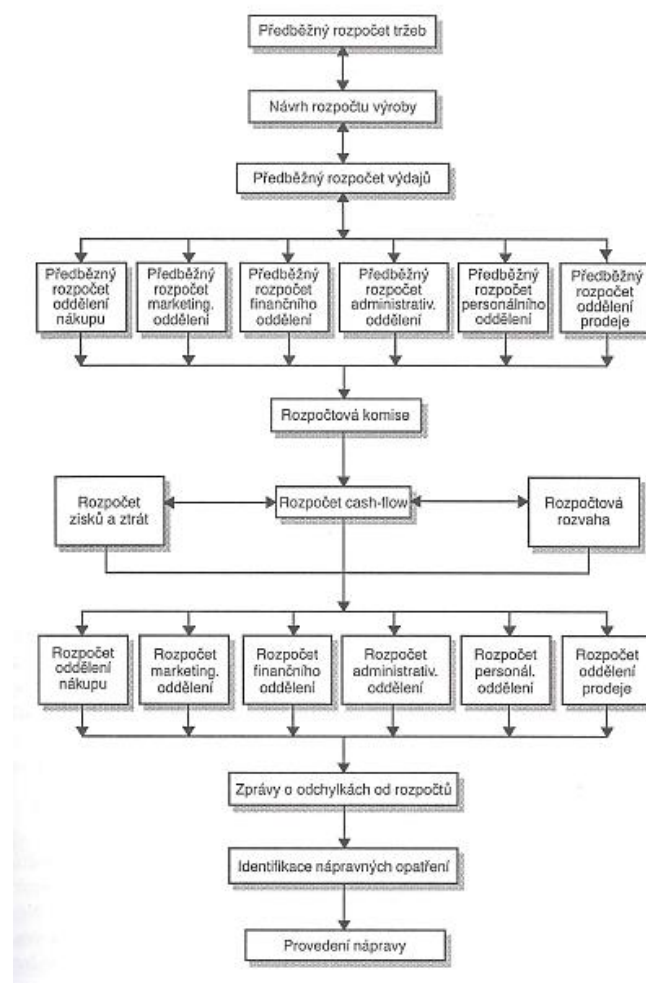 Předběžný rozpočet tržeb
Návrh rozpočtu výroby
Předběžný rozpočet výdajů
Předběžný
rozpočet
oddělení
nákupu
Předběžný
rozpočet
marketing.
oddělení
Předběžný
rozpočet
finančního
oddělení
Předběžný
rozpočet
administrativ.
oddělení
Předběžný
rozpočet
personálního
oddělení
Předběžný
rozpočet
oddělení
prodeje
Rozpočtová komise
Rozpočet
zisků a ztrát
Rozpočet cash-flow
Rozpočtová
rozvaha
Rozpočet
oddělení
nákupu
Rozpočet
marketing.
oddělení
Rozpočet
finančního
oddělení
Rozpočet
administrativ.
oddělení
Rozpočet
personál.
oddělení
Rozpočet
oddělení
prodeje
Zprávy o odchylkách od rozpočtů
Identifikace nápravných opatření
Provedení nápravy